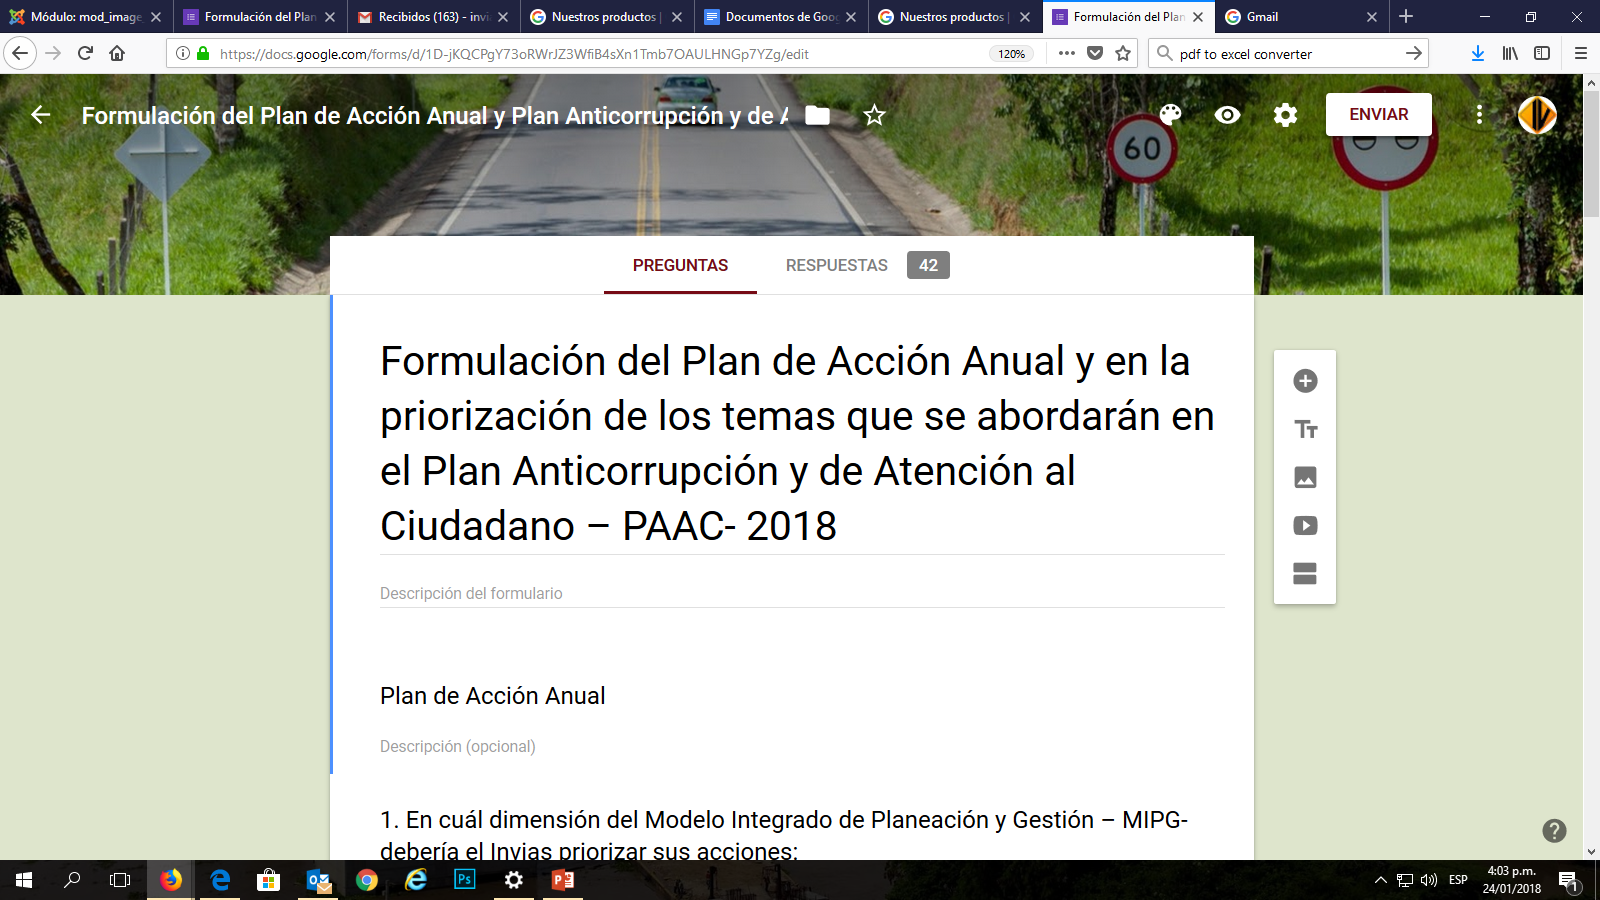 Módulo: mod_image
Formulación del Plan
Recibidos (163) - invi
Nuestros productos |
Documentos de Goo
Nuestros productos |
Formulación del Plan
Gmail
https://docs.google.com/forms/d/1D-jKQCPgY73oRWrJZ3WfiB4sXn1Tmb7OAULHNGp7YZg/edit
120%
pdf to excel converter
Formulación del Plan de Acción Anual y Plan Anticorrupción y de A
ENVIAR
60
PREGUNTAS
RESPUESTAS
42
Formulación del Plan de Acción Anual y en la
priorización de los temas que se abordarán en
el Plan Anticorrupción y de Atención al
Ciudadano – PAAC- 2018
Descripción del formulario
Plan de Acción Anual
Descripción (opcional)
1. En cuál dimensión del Modelo Integrado de Planeación y Gestión – MIPG-
debería el Invias priorizar sus acciones:
Ps
ESP
4:03 p.m.
24/01/2018
1